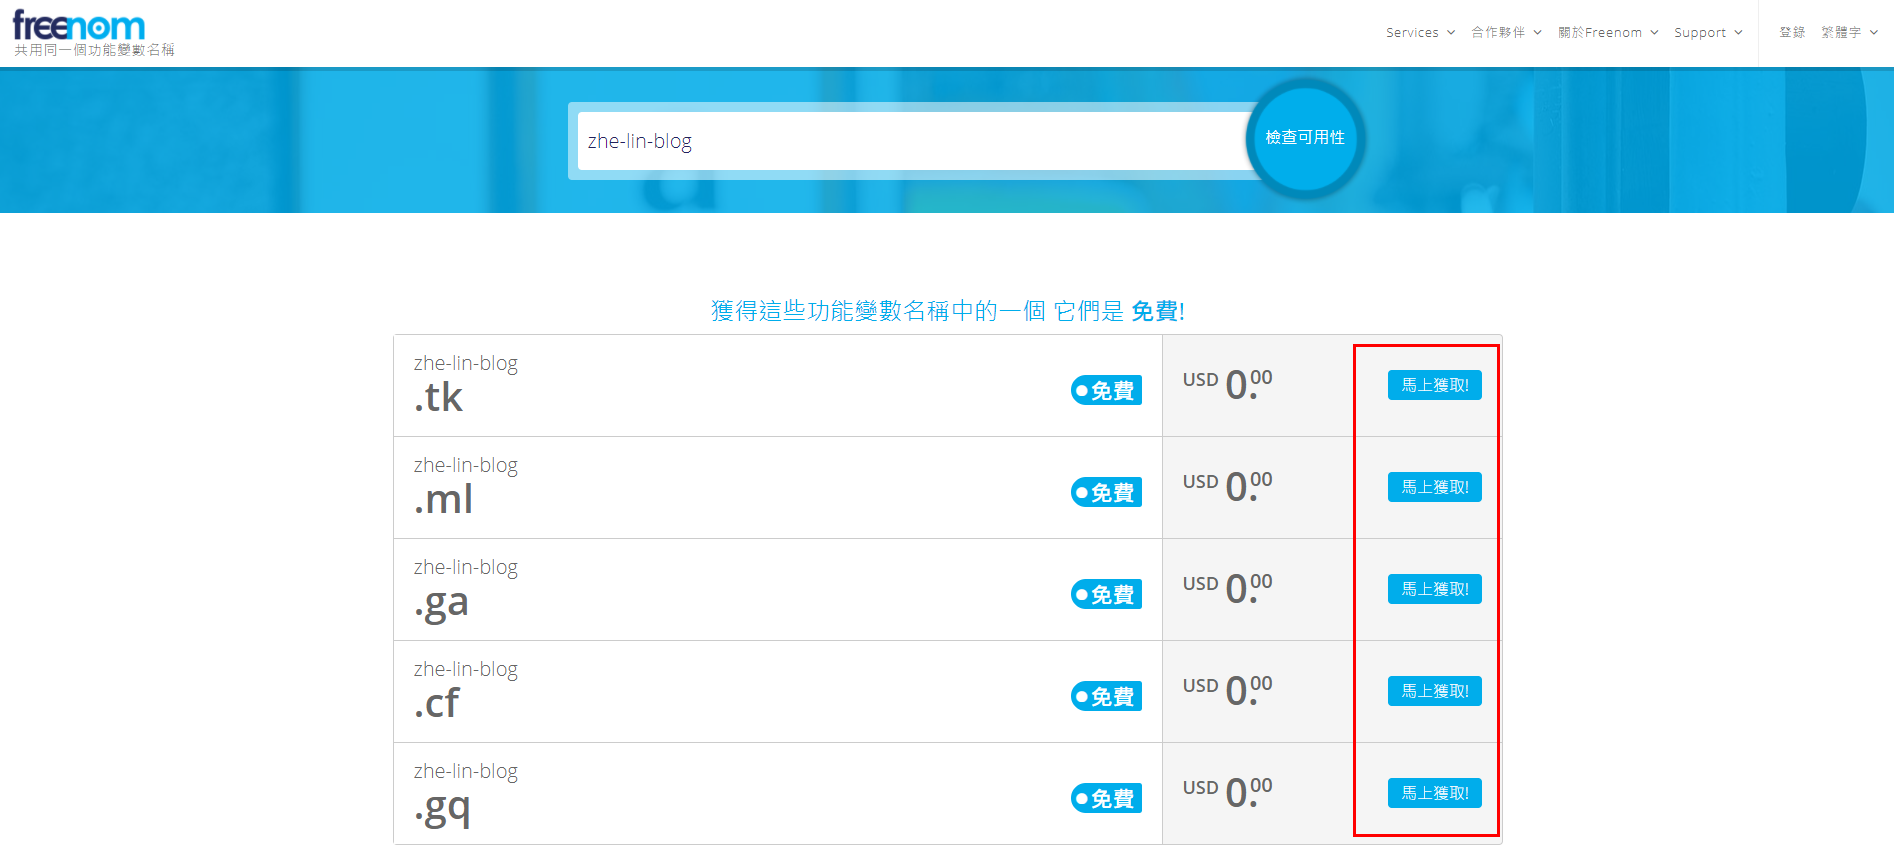 freenom
共用同一個功能變數名稱
Services 合作夥伴 關於Freenom Support 登錄 繁體字
zhe-lin-blog
檢查可用性
獲得這些功能變數名稱中的一個 它們是 免費!
zhe-lin-blog
.tk
免費
USD 0.00
馬上獲取!
zhe-lin-blog
.ml
免費
USD 0.00
馬上獲取!
zhe-lin-blog
.ga
免費
USD 0.00
馬上獲取!
zhe-lin-blog
.cf
免費
USD 0.00
馬上獲取!
zhe-lin-blog
.gq
免費
USD 0.00
馬上獲取!